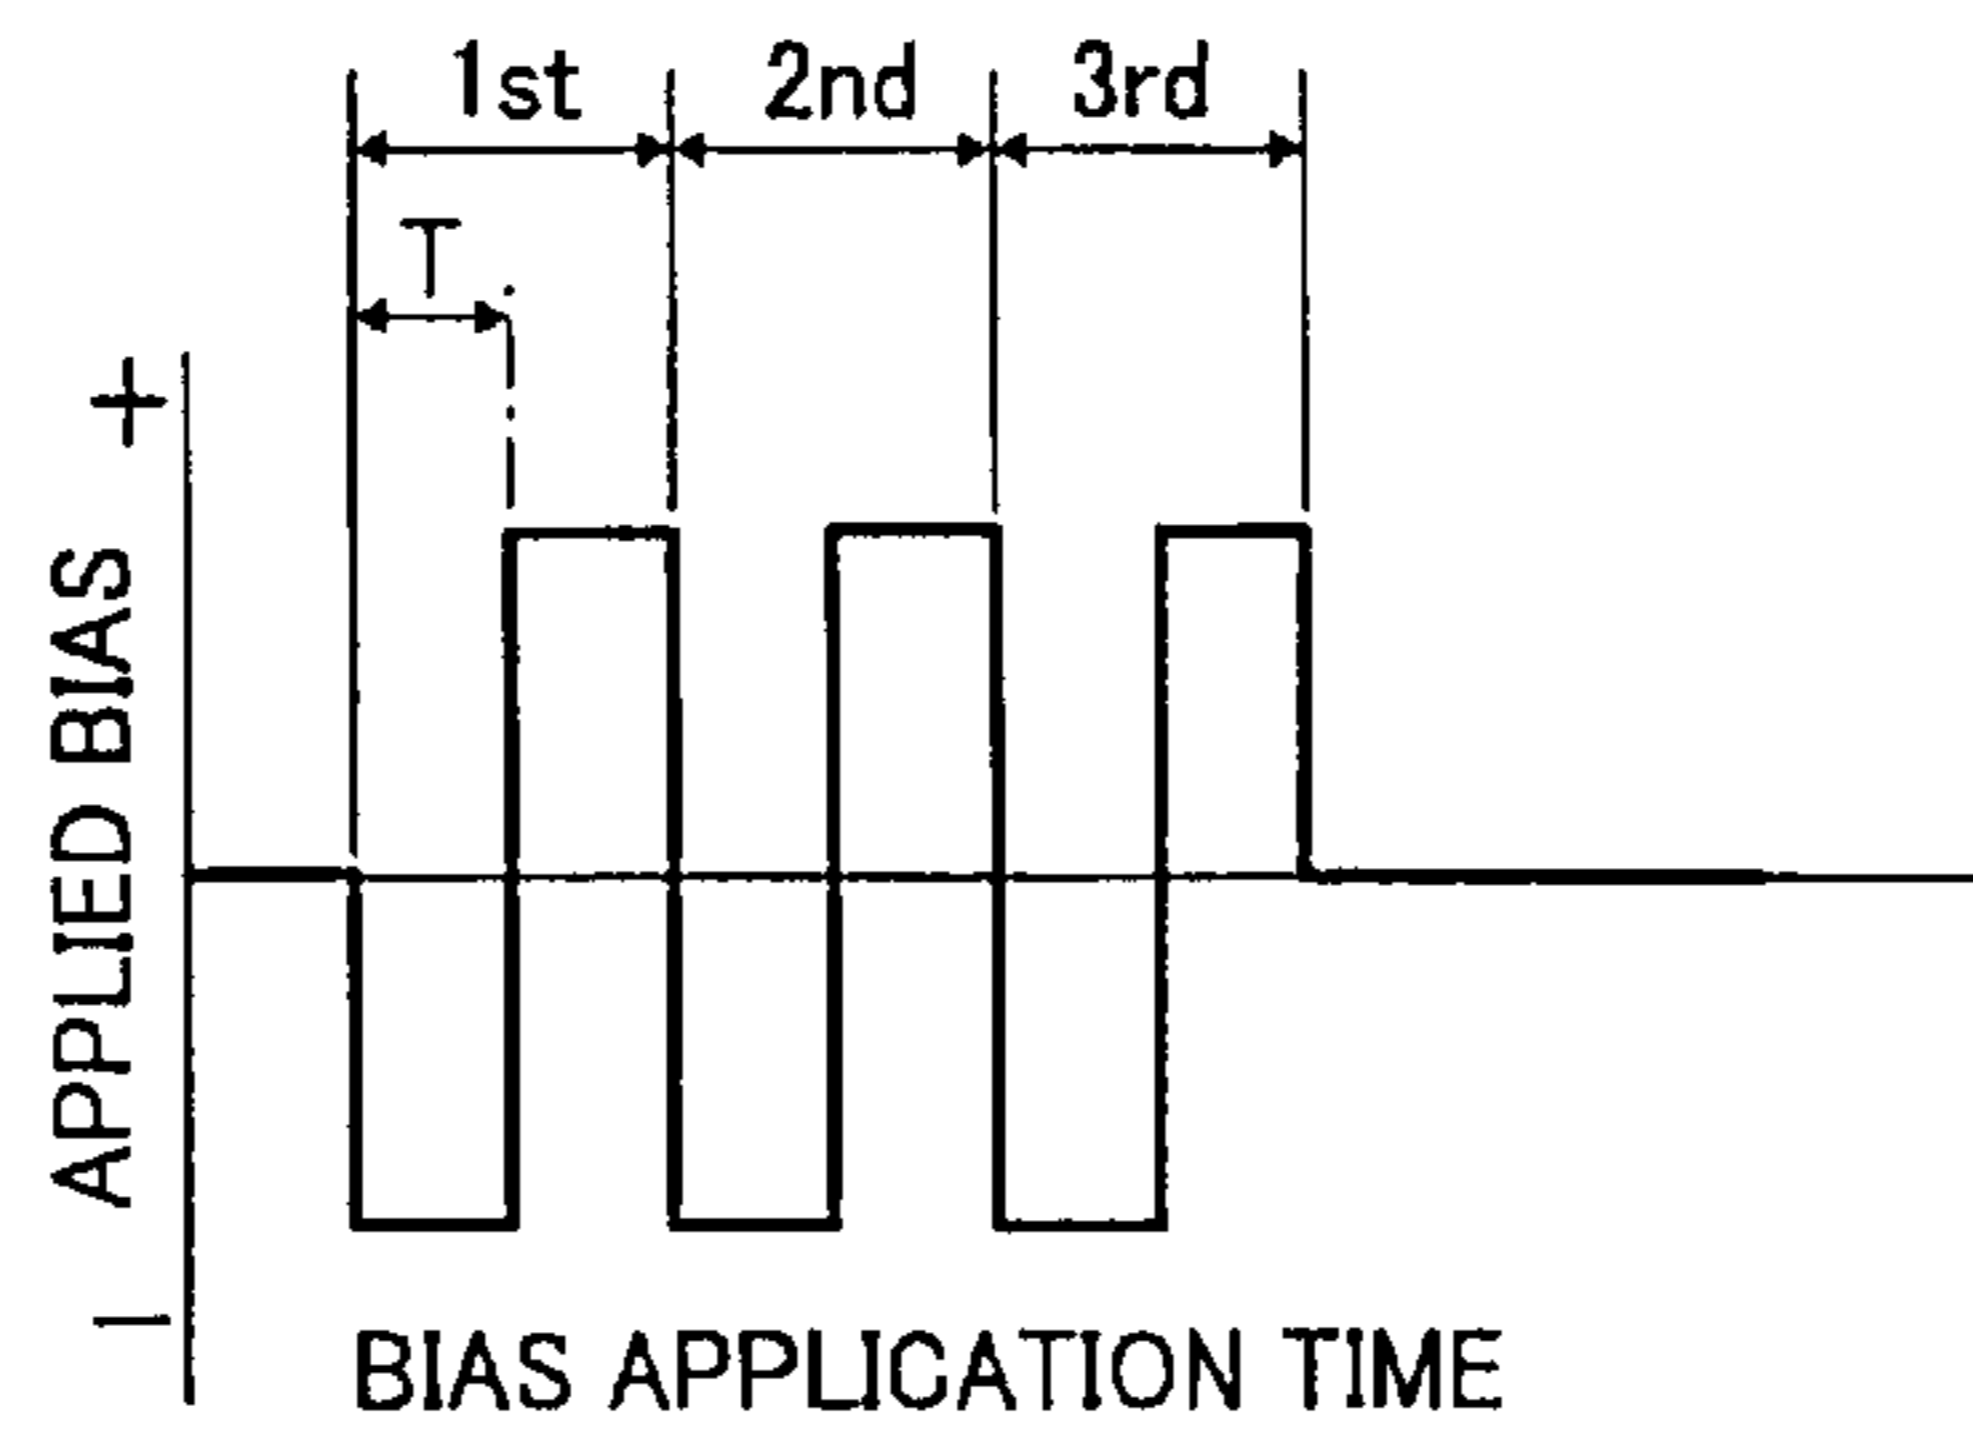 1st 2nd 3rd
T
+
APPLIED BIAS
−
BIAS APPLICATION TIME